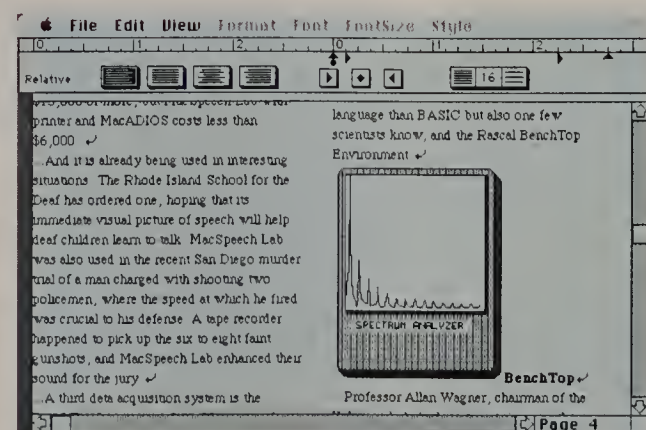 File Edit View Format Font FontSize Style
0 1 2 0 1 2
Relative 16
printer and MacADIOS costs less than
$6,000 ↵
...And it is already being used in interesting
situations. The Rhode Island School for the
Deaf has ordered one, hoping that its
immediate visual picture of speech will help
deaf children learn to talk. MacSpeech Lab
was also used in the recent San Diego murder
trial of a man charged with shooting two
policemen, where the speed at which he fired
was crucial to his defense. A tape recorder
happened to pick up the six to eight faint
gunshots, and MacSpeech Lab enhanced their
sound for the jury ↵
...A third data acquisition system is the
language than BASIC but also one few
scientists know, and the Rascal BenchTop
Environment ↵
SPECTRUM ANALYZER
BenchTop↵
Professor Allan Wagner, chairman of the
Page 4